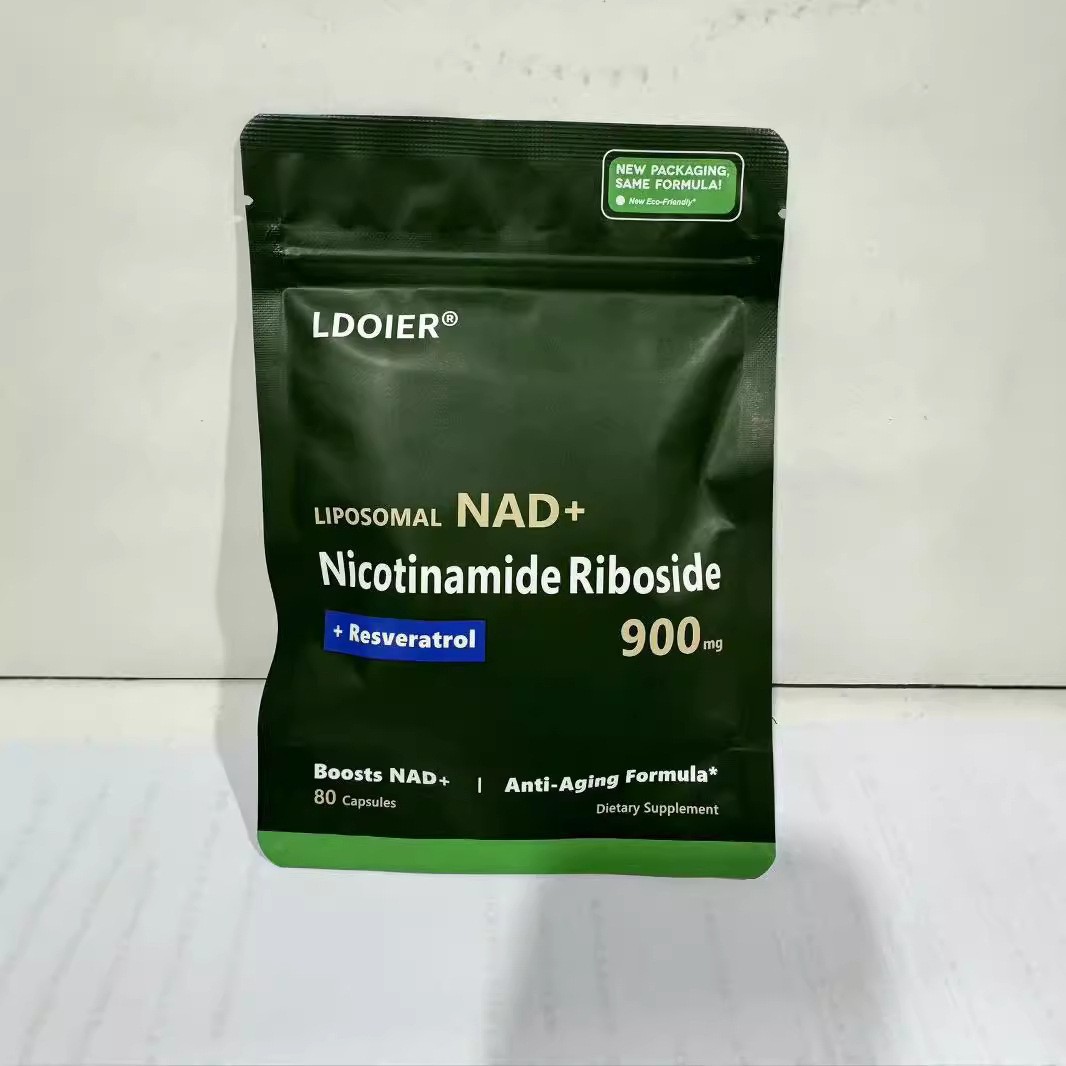 NEW PACKAGING,
SAME FORMULA!
New Eco-Friendly*
LDOIER®
LIPOSOMAL NAD+
Nicotinamide Riboside
+ Resveratrol
900mg
Boosts NAD+ | Anti-Aging Formula*
80 Capsules
Dietary Supplement